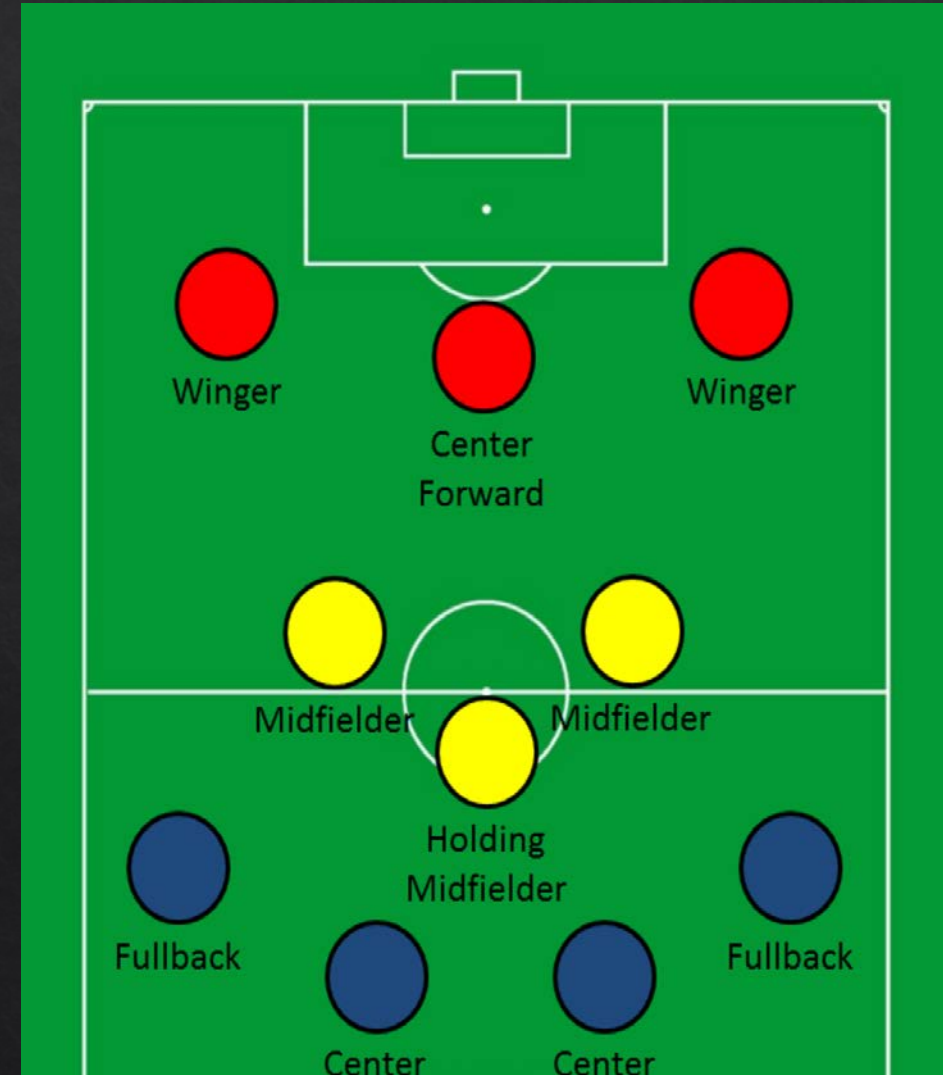 Winger
Winger
Center
Forward
Midfielder
Midfielder
Holding
Midfielder
Fullback
Fullback
Center
Center